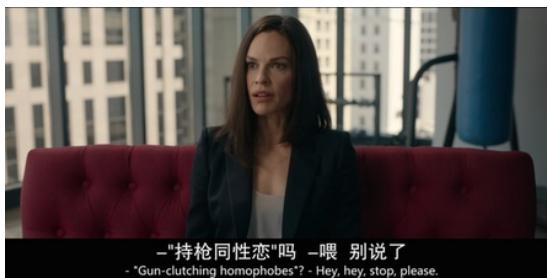 –"持枪同性恋"吗 –喂 别说了
- "Gun-clutching homophobes"? - Hey, hey, stop, please.